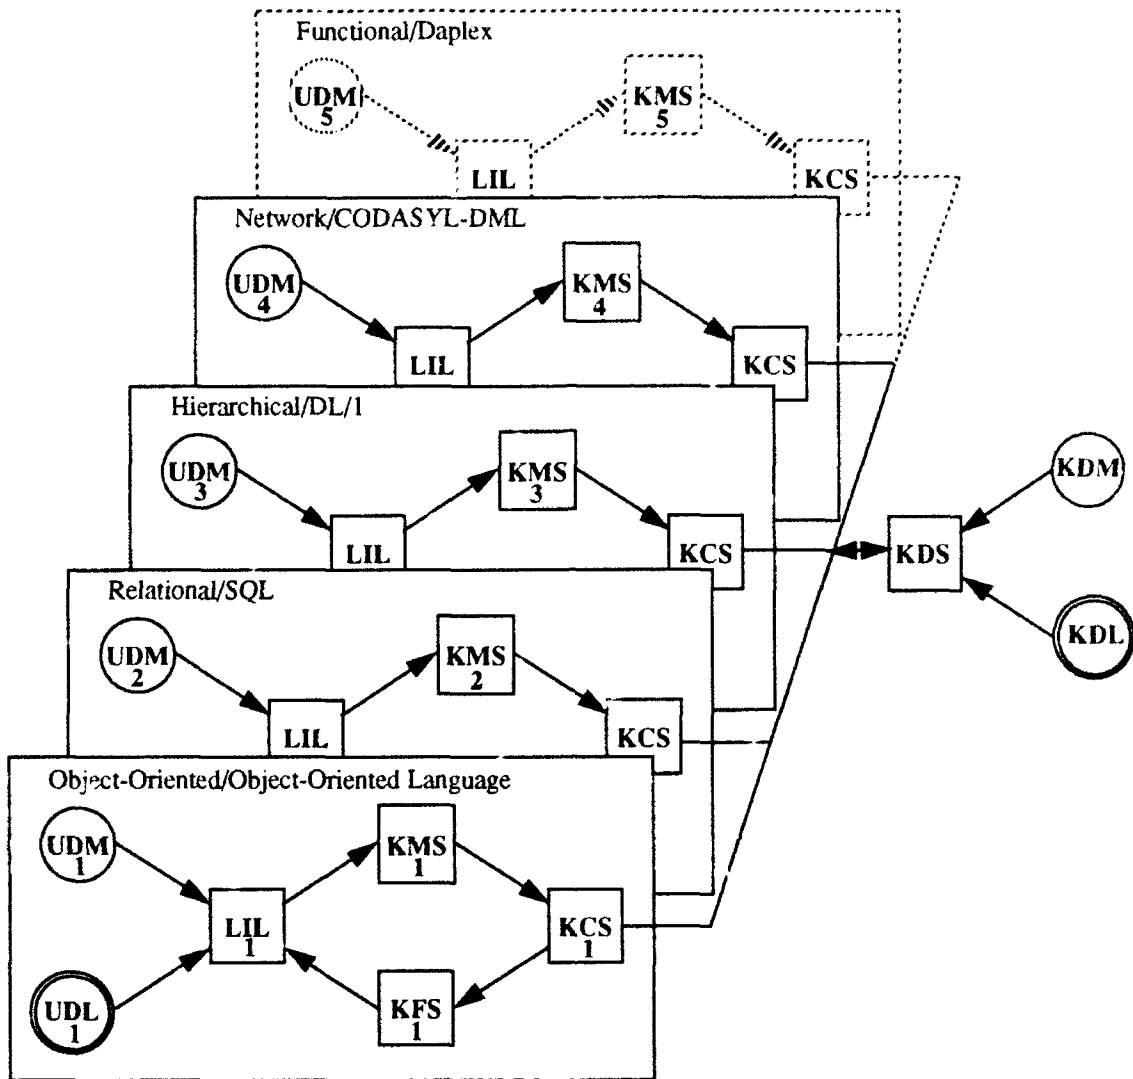 Functional/Daplex
UDM
5
KMS
5
LIL
KCS
Network/CODASYL-DML
UDM
4
KMS
4
LIL
KCS
Hierarchical/DL/1
UDM
3
KMS
3
LIL
KCS
KDM
KDS
KDL
Relational/SQL
UDM
2
KMS
2
LIL
KCS
Object-Oriented/Object-Oriented Language
UDM
1
KMS
1
LIL
1
KCS
1
UDL
1
KFS
1